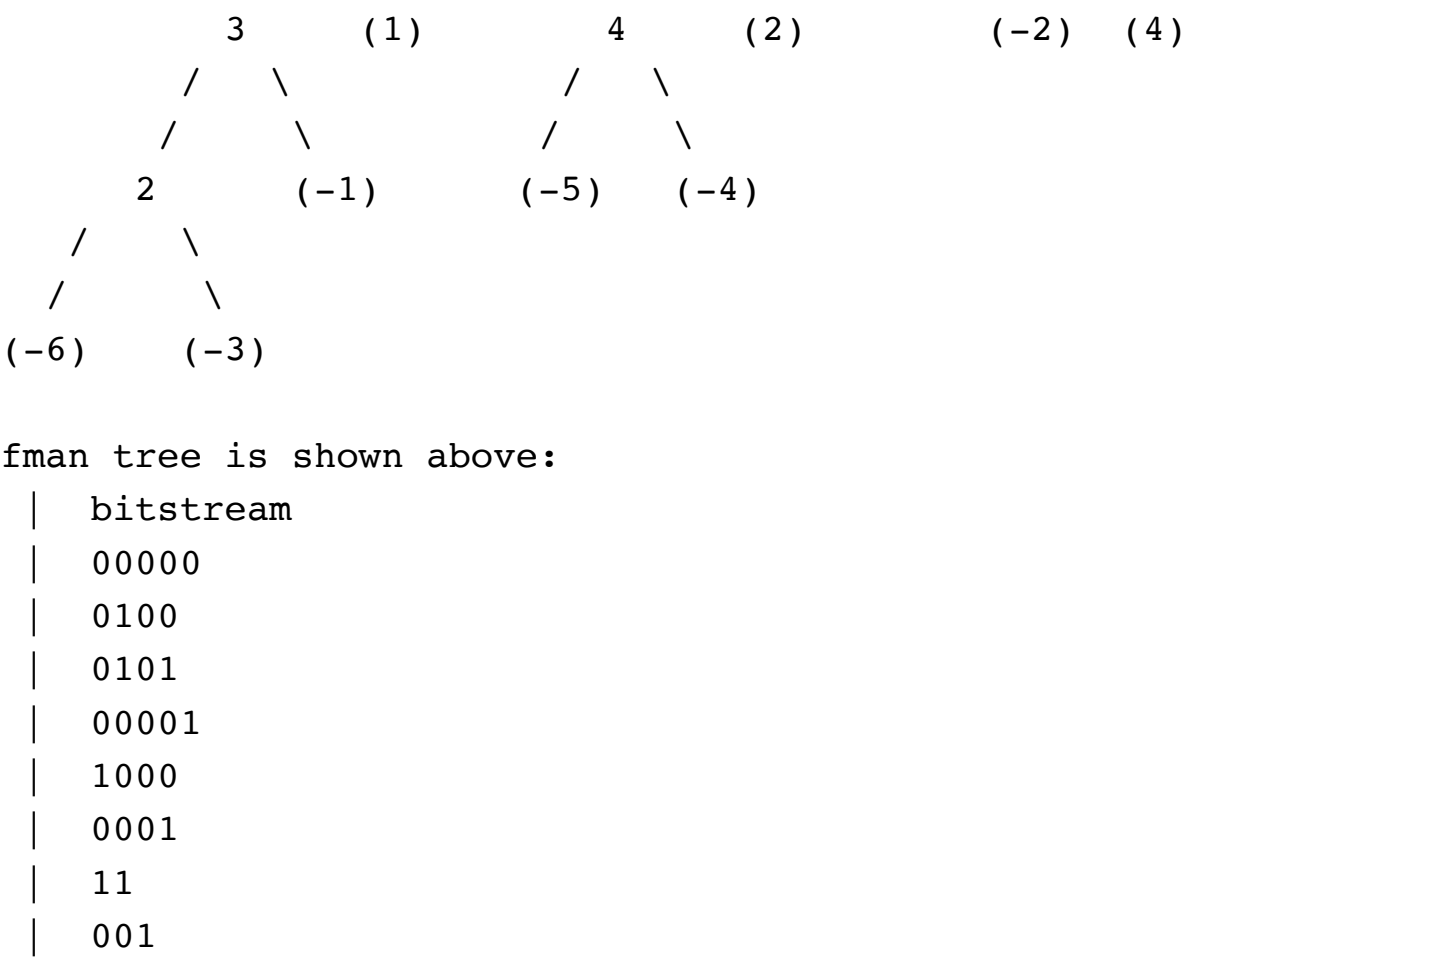 3 (1) 4 (2) (-2) (4)
/ \ / \
/ \ / \
2 (-1) (-5) (-4)
/ \
/ \
(-6) (-3)
fman tree is shown above:
| bitstream
| 00000
| 0100
| 0101
| 00001
| 1000
| 0001
| 11
| 001